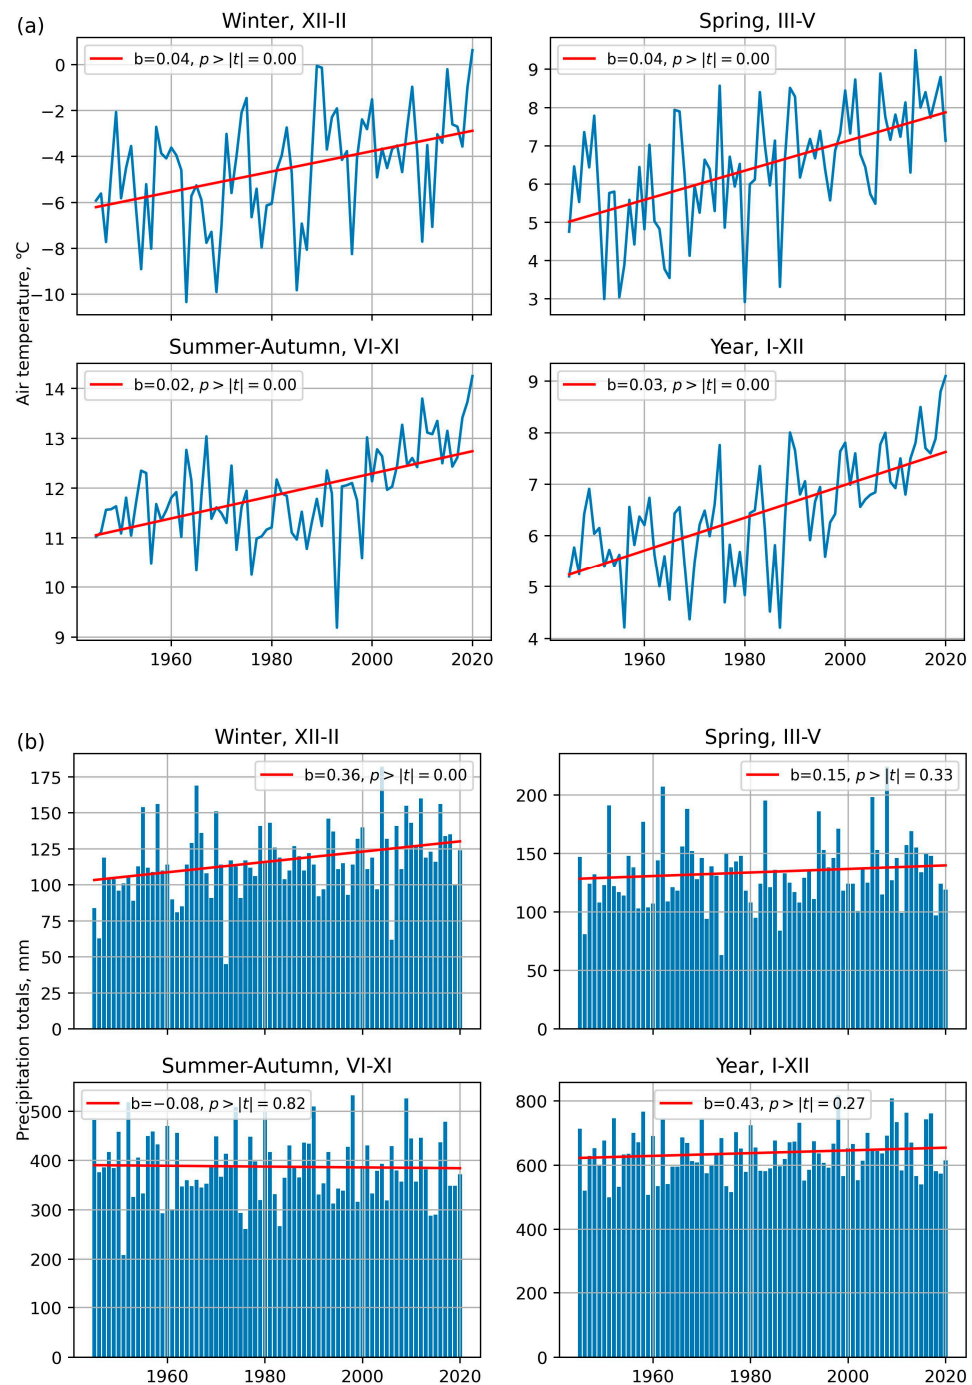 (a)
Winter, XII-II
Spring, III-V
b=0.04, p > |t| = 0.00
b=0.04, p > |t| = 0.00
0
−2
−4
−6
−8
−10
9
8
7
6
5
4
3
Air temperature, °C
Summer-Autumn, VI-XI
Year, I-XII
b=0.02, p > |t| = 0.00
b=0.03, p > |t| = 0.00
14
13
12
11
10
9
9
8
7
6
5
4
1960 1980 2000 2020
1960 1980 2000 2020
(b)
Winter, XII-II
Spring, III-V
b=0.36, p > |t| = 0.00
b=0.15, p > |t| = 0.33
175
150
125
100
75
50
25
0
200
150
100
50
0
Precipitation totals, mm
Summer-Autumn, VI-XI
Year, I-XII
b=−0.08, p > |t| = 0.82
b=0.43, p > |t| = 0.27
500
400
300
200
100
0
800
600
400
200
0
1960 1980 2000 2020
1960 1980 2000 2020